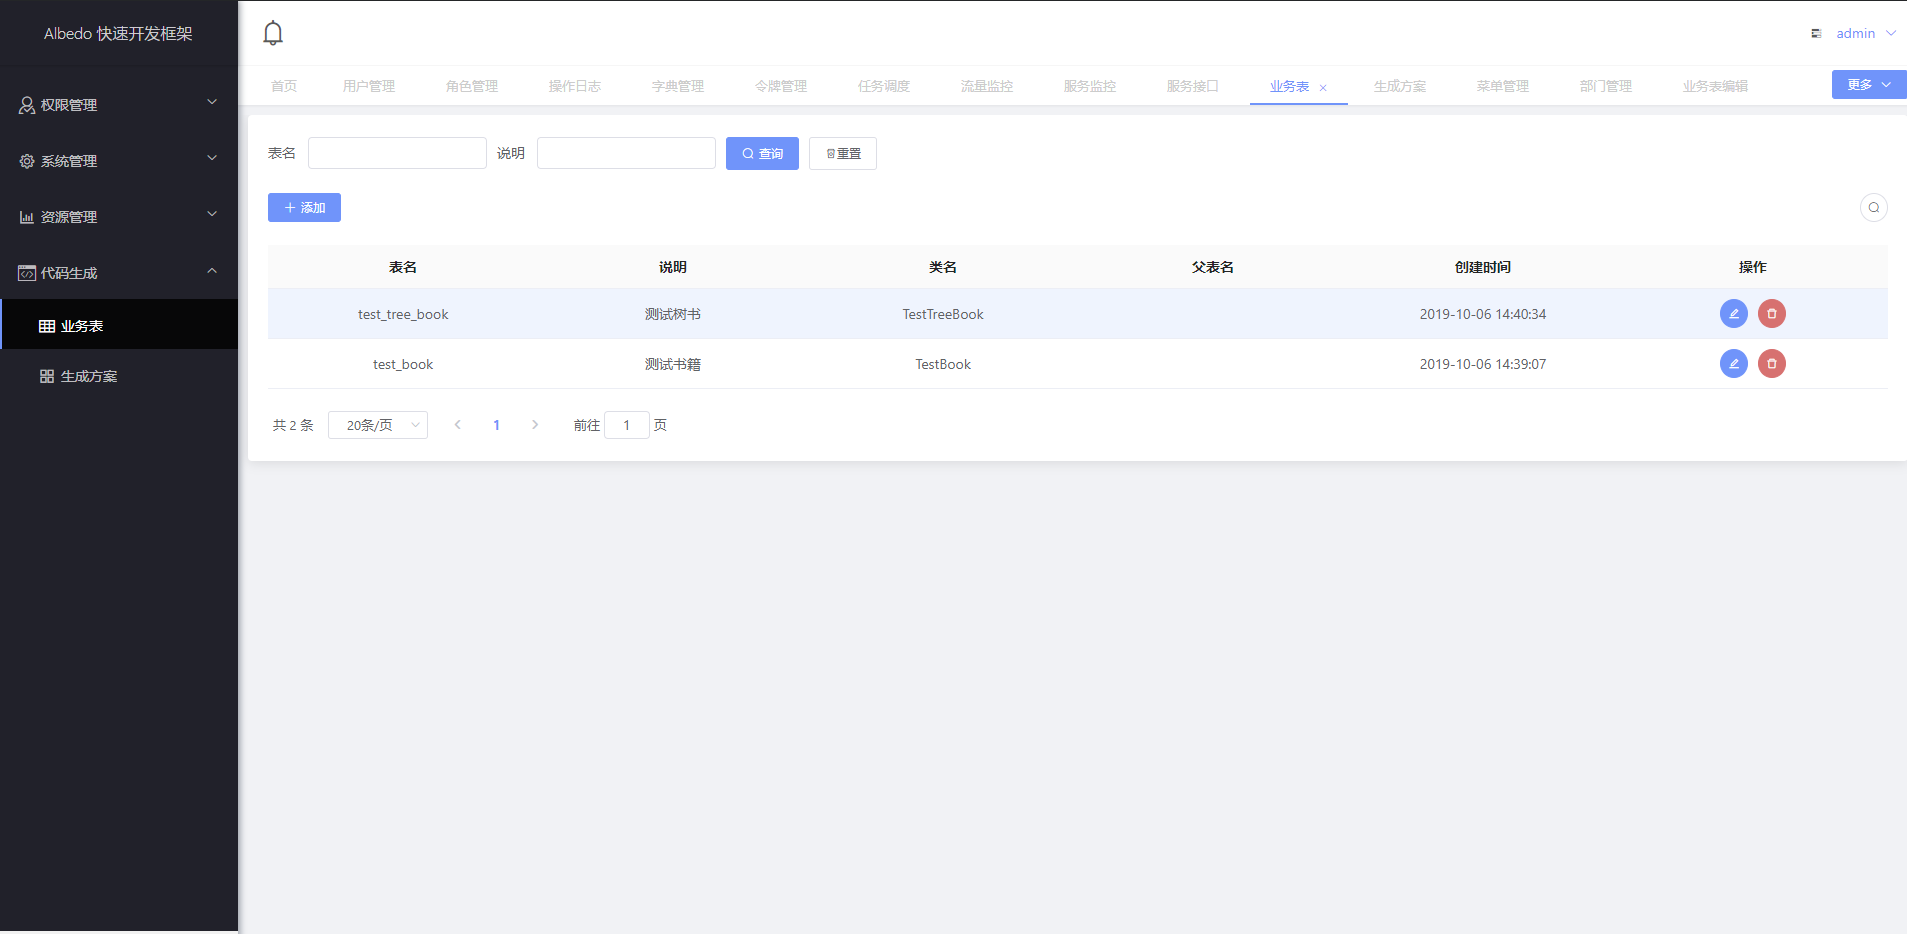 Albedo 快速开发框架
admin
首页 用户管理 角色管理 操作日志 字典管理 令牌管理 任务调度 流量监控 服务监控 服务接口 业务表 生成方案 菜单管理 部门管理 业务表编辑 更多
权限管理
系统管理
资源管理
代码生成
业务表
生成方案
表名 说明 查询 重置
添加
表名 说明 类名 父表名 创建时间 操作
test_tree_book 测试树书 TestTreeBook 2019-10-06 14:40:34
test_book 测试书籍 TestBook 2019-10-06 14:39:07
共 2 条 20条/页 1 前往 1 页